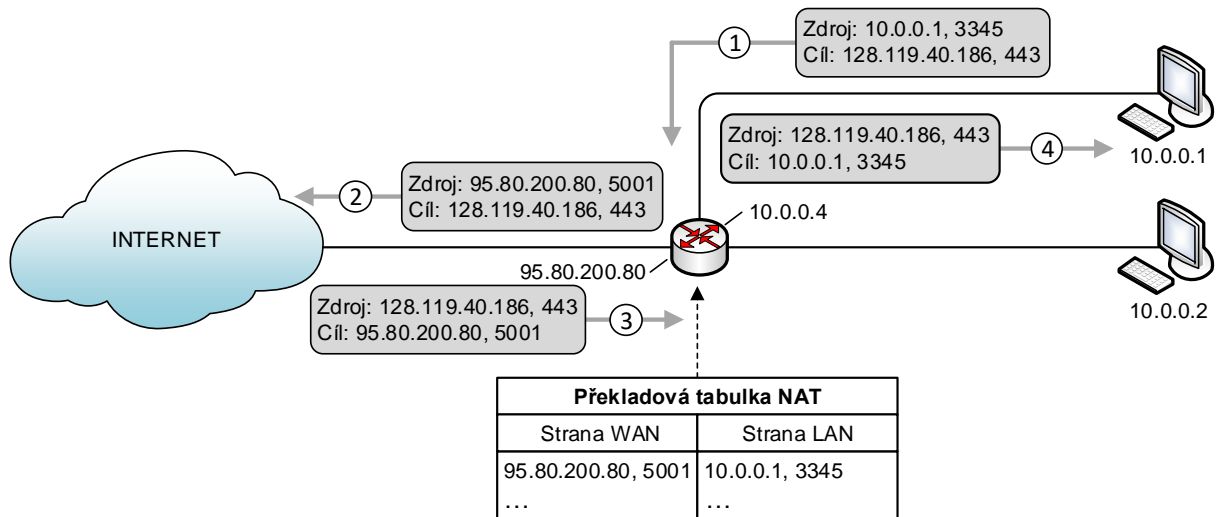 1
Zdroj: 10.0.0.1, 3345
Cíl: 128.119.40.186, 443
Zdroj: 128.119.40.186, 443
Cíl: 10.0.0.1, 3345
4
10.0.0.1
2
Zdroj: 95.80.200.80, 5001
Cíl: 128.119.40.186, 443
10.0.0.4
INTERNET
95.80.200.80
Zdroj: 128.119.40.186, 443
Cíl: 95.80.200.80, 5001
3
10.0.0.2
Překladová tabulka NAT
Strana WAN Strana LAN
95.80.200.80, 5001 10.0.0.1, 3345
... ...